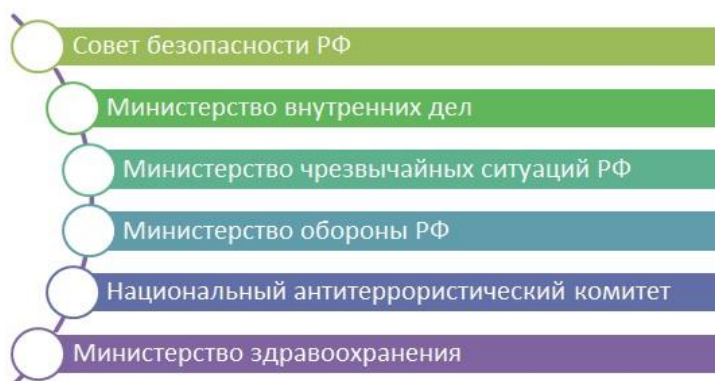 Совет безопасности РФ
Министерство внутренних дел
Министерство чрезвычайных ситуаций РФ
Министерство обороны РФ
Национальный антитеррористический комитет
Министерство здравоохранения